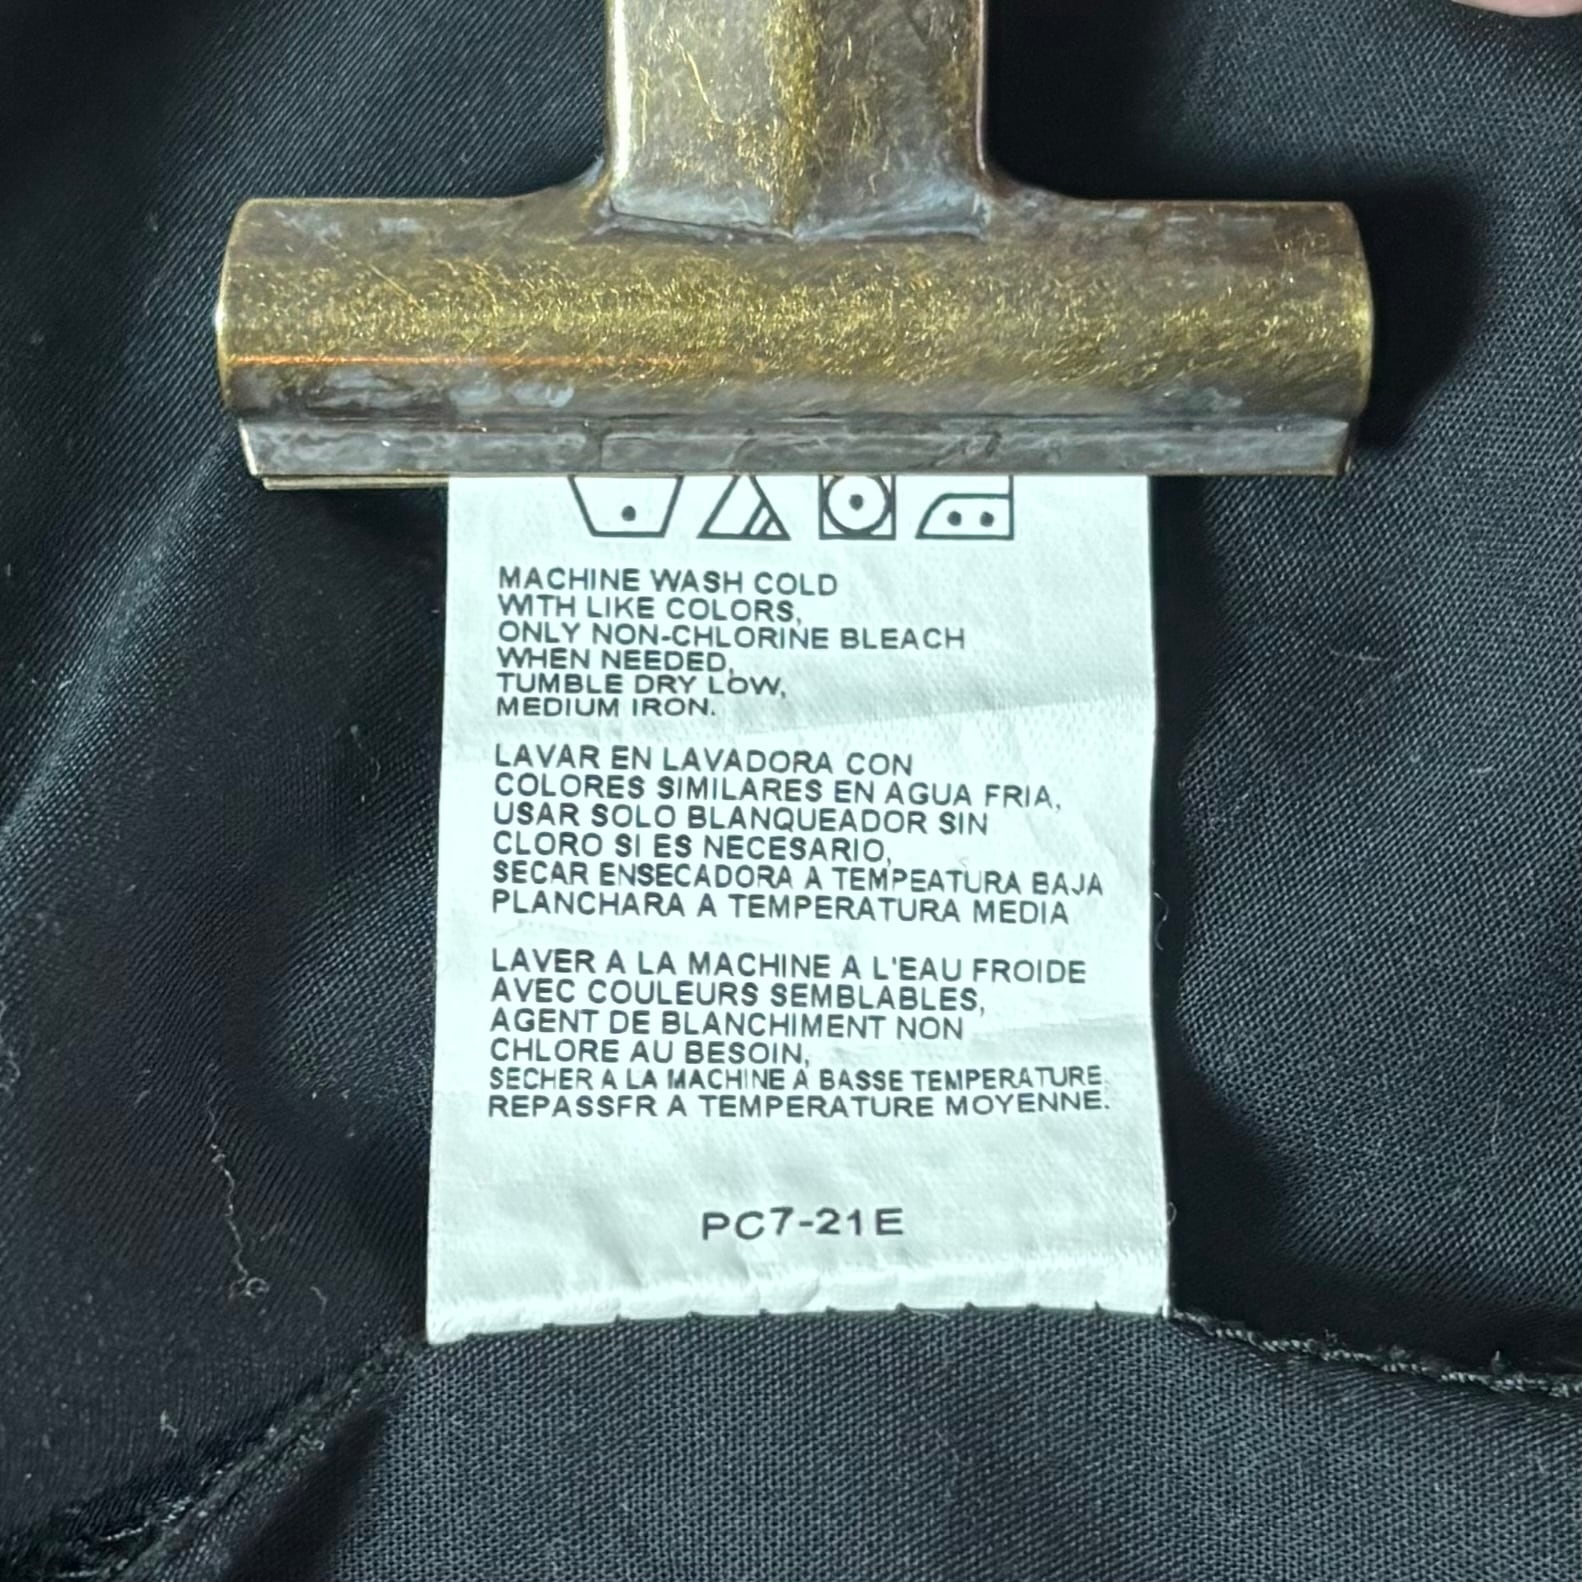 MACHINE WASH COLD
WITH LIKE COLORS,
ONLY NON-CHLORINE BLEACH
WHEN NEEDED,
TUMBLE DRY LOW,
MEDIUM IRON.
LAVAR EN LAVADORA CON
COLORES SIMILARES EN AGUA FRIA,
USAR SOLO BLANQUEADOR SIN
CLORO SI ES NECESARIO,
SECAR ENSECADORA A TEMPEATURA BAJA
PLANCHARA A TEMPERATURA MEDIA
LAVER A LA MACHINE A L'EAU FROIDE
AVEC COULEURS SEMBLABLES,
AGENT DE BLANCHIMENT NON
CHLORE AU BESOIN,
SECHER A LA MACHINE A BASSE TEMPERATURE.
REPASSFR A TEMPERATURE MOYENNE.
PC7-21E